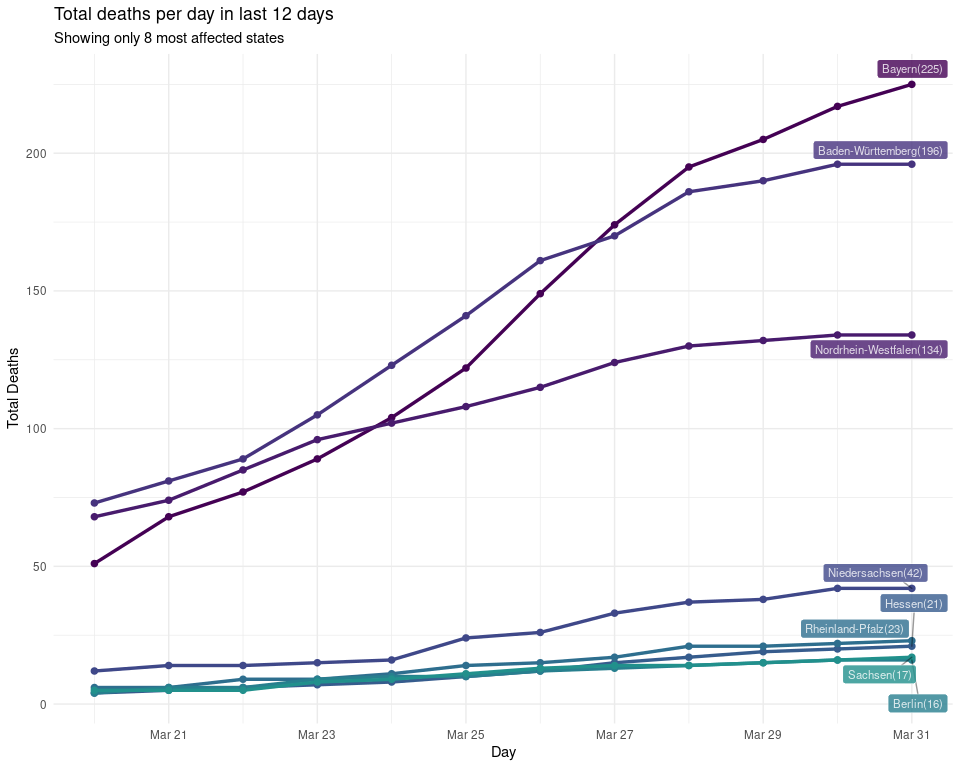 Total deaths per day in last 12 days
Showing only 8 most affected states
Bayern(225)
200
Baden-Württemberg(196)
150
Total Deaths
Nordrhein-Westfalen(134)
100
50
Niedersachsen(42)
Hessen(21)
Rheinland-Pfalz(23)
Sachsen(17)
Berlin(16)
0
Mar 21 Mar 23 Mar 25 Mar 27 Mar 29 Mar 31
Day